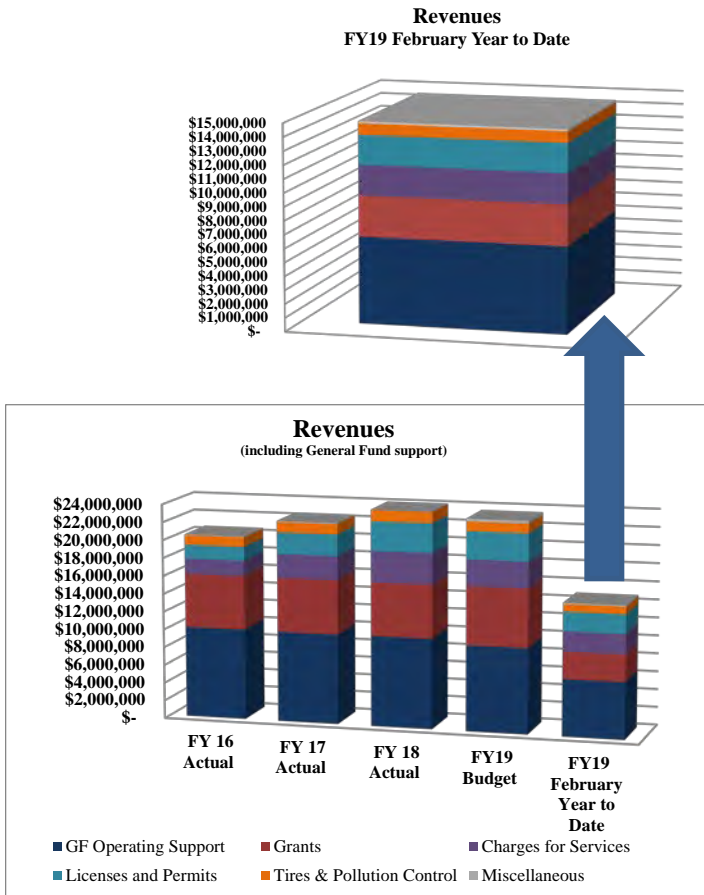 Revenues
FY19 February Year to Date
$15,000,000
$14,000,000
$13,000,000
$12,000,000
$11,000,000
$10,000,000
$9,000,000
$8,000,000
$7,000,000
$6,000,000
$5,000,000
$4,000,000
$3,000,000
$2,000,000
$1,000,000
$-
Revenues
(including General Fund support)
$24,000,000
$22,000,000
$20,000,000
$18,000,000
$16,000,000
$14,000,000
$12,000,000
$10,000,000
$8,000,000
$6,000,000
$4,000,000
$2,000,000
$-
FY 16
Actual
FY 17
Actual
FY 18
Actual
FY19
Budget
FY19
February
Year to
Date
GF Operating Support
Grants
Charges for Services
Licenses and Permits
Tires & Pollution Control
Miscellaneous